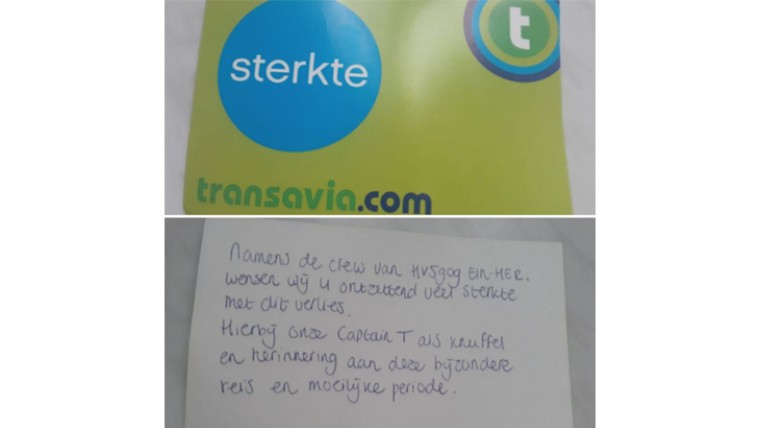 sterkte
t
transavia.com
Namens de crew van HV5909 EIN-HER.
wensen wij u ontzettend veel sterkte
met dit verlies.
Hierbij onze Captain T als knuffel
en herinnering aan deze bijzondere
reis en moeilijke periode.